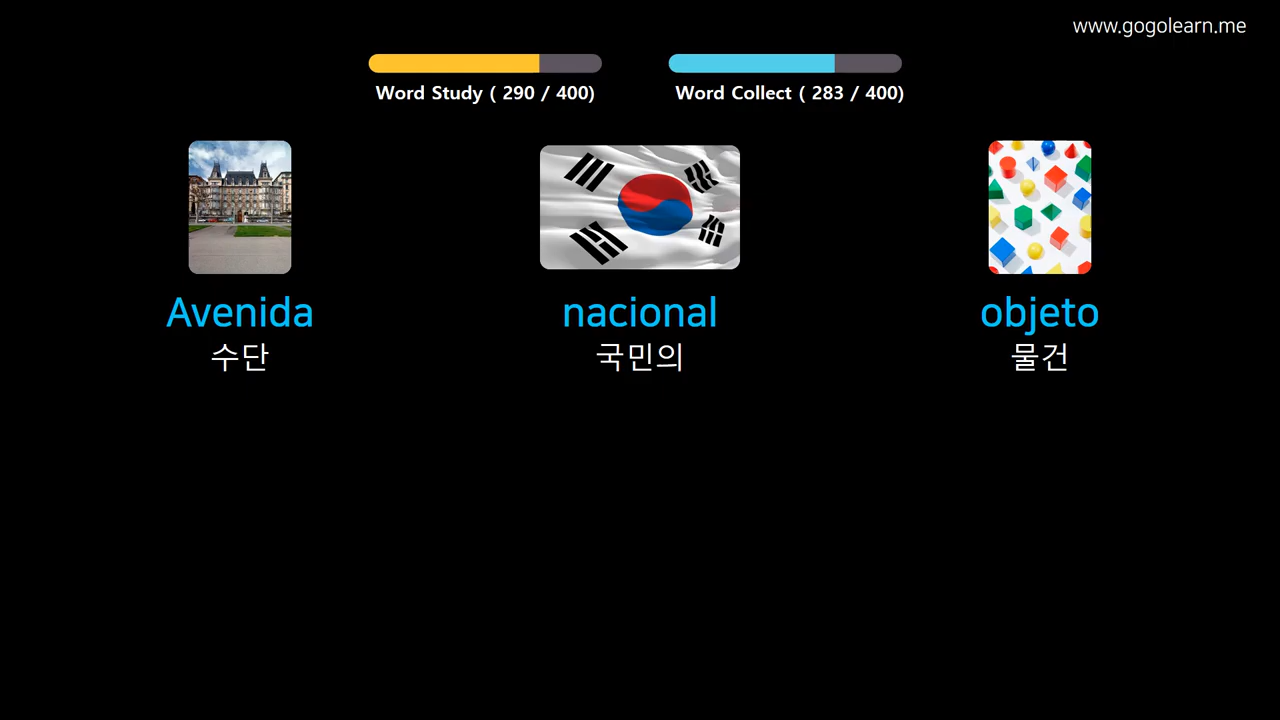 www.gogolearn.me
Word Study ( 290 / 400)
Word Collect ( 283 / 400)
Avenida
nacional
objeto
수단
국민의
물건